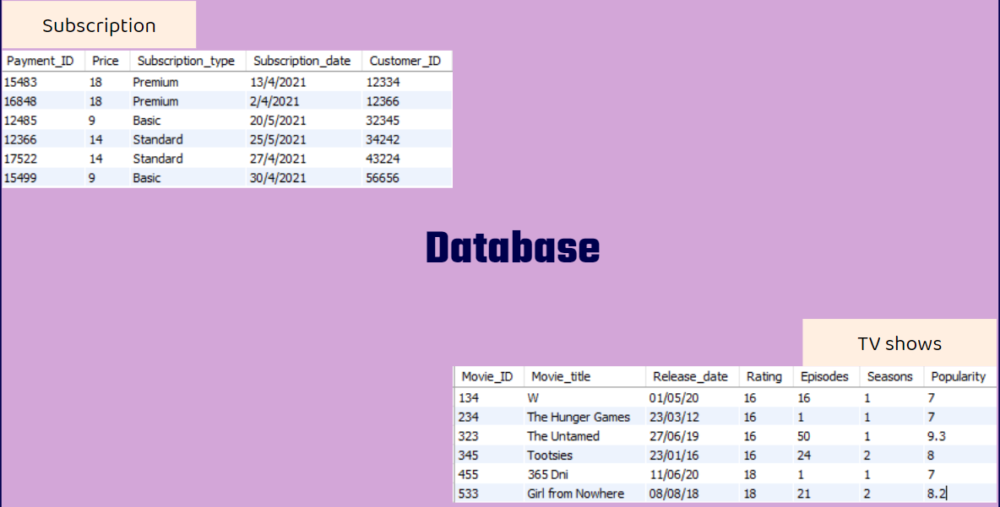 Subscription
Payment_ID Price Subscription_type Subscription_date Customer_ID
15483 18 Premium 13/4/2021 12334
16848 18 Premium 2/4/2021 12366
12485 9 Basic 20/5/2021 32345
12366 14 Standard 25/5/2021 34242
17522 14 Standard 27/4/2021 43224
15499 9 Basic 30/4/2021 56656
Database
TV shows
Movie_ID Movie_title Release_date Rating Episodes Seasons Popularity
134 W 01/05/20 16 16 1 7
234 The Hunger Games 23/03/12 16 1 1 7
323 The Untamed 27/06/19 16 50 1 9.3
345 Tootsies 23/01/16 16 24 2 8
455 365 Dni 11/06/20 18 1 1 7
533 Girl from Nowhere 08/08/18 18 21 2 8.2